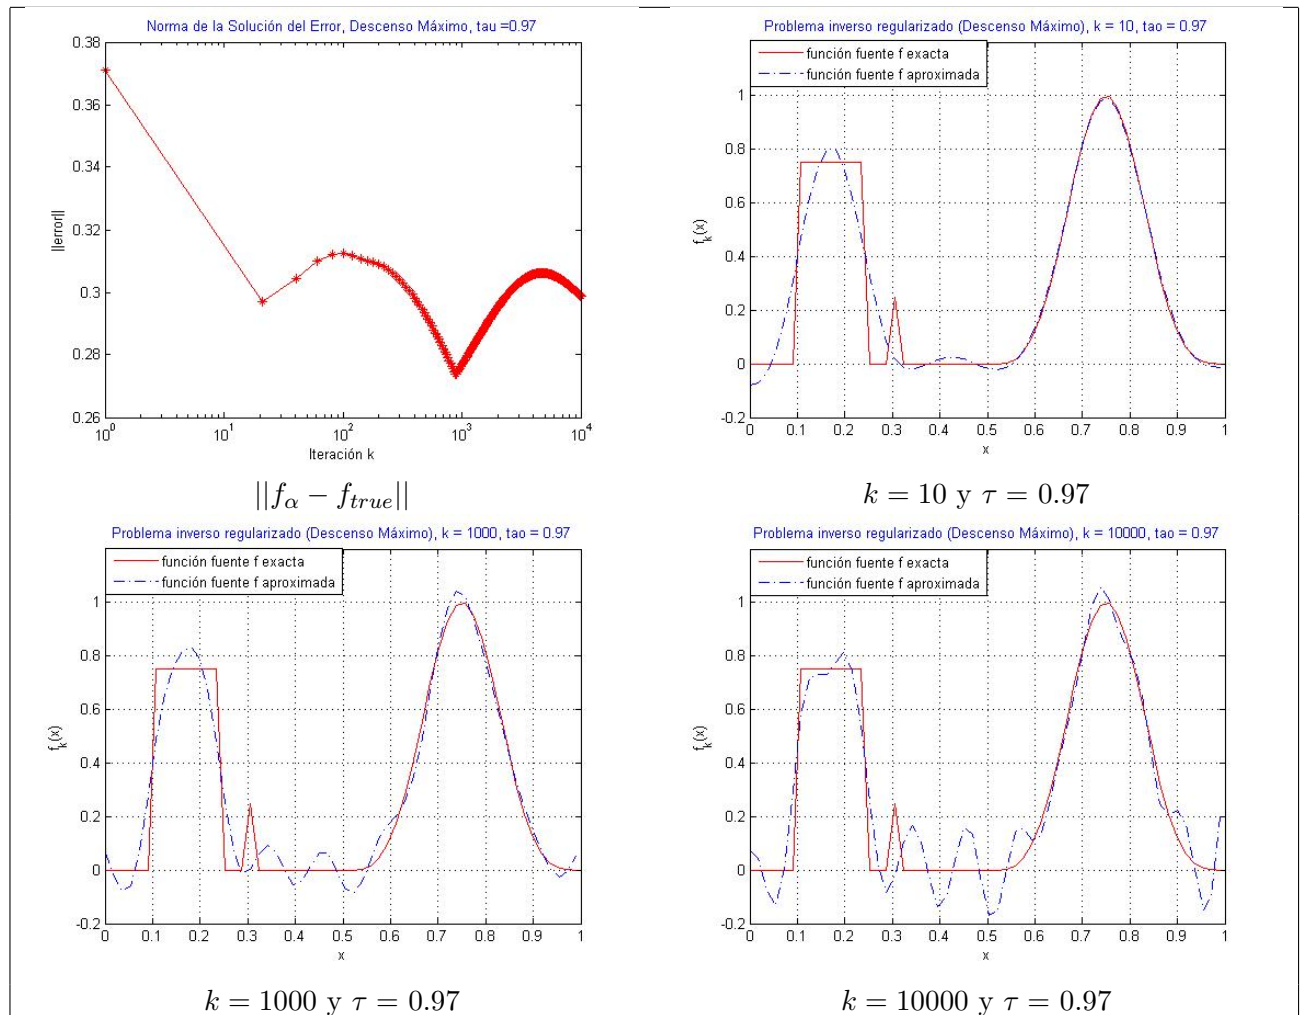 Norma de la Solución del Error, Descenso Máximo, tau =0.97
0.38
0.36
0.34
0.32
0.3
0.28
0.26
||error||
10^0 10^1 10^2 10^3 10^4
Iteración k
||f_α − f_true||
Problema inverso regularizado (Descenso Máximo), k = 10, tao = 0.97
función fuente f exacta
función fuente f aproximada
1
0.8
0.6
0.4
0.2
0
-0.2
f_k(x)
0 0.1 0.2 0.3 0.4 0.5 0.6 0.7 0.8 0.9 1
x
k = 10 y τ = 0.97
Problema inverso regularizado (Descenso Máximo), k = 1000, tao = 0.97
función fuente f exacta
función fuente f aproximada
1
0.8
0.6
0.4
0.2
0
-0.2
f_k(x)
0 0.1 0.2 0.3 0.4 0.5 0.6 0.7 0.8 0.9 1
x
k = 1000 y τ = 0.97
Problema inverso regularizado (Descenso Máximo), k = 10000, tao = 0.97
función fuente f exacta
función fuente f aproximada
1
0.8
0.6
0.4
0.2
0
-0.2
f_k(x)
0 0.1 0.2 0.3 0.4 0.5 0.6 0.7 0.8 0.9 1
x
k = 10000 y τ = 0.97